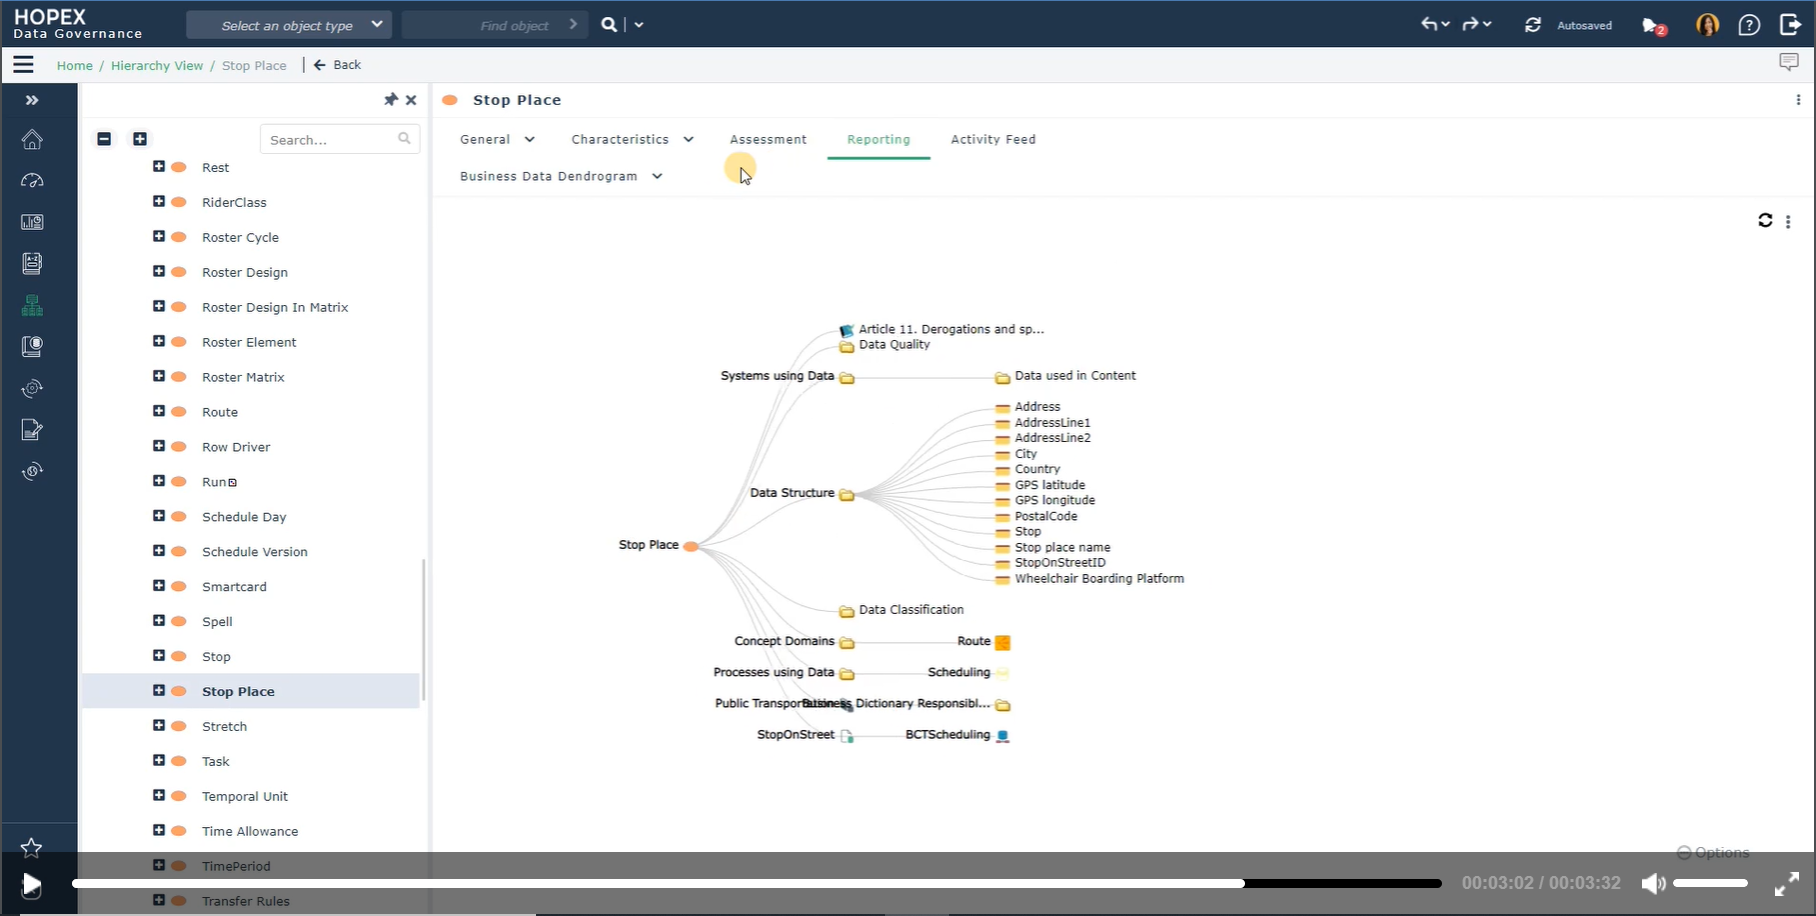 HOPEX
Data Governance
Select an object type
Find object
Autosaved
2
Home / Hierarchy View / Stop Place
Back
Search...
Rest
RiderClass
Roster Cycle
Roster Design
Roster Design In Matrix
Roster Element
Roster Matrix
Route
Row Driver
Run
Schedule Day
Schedule Version
Smartcard
Spell
Stop
Stop Place
Stretch
Task
Temporal Unit
Time Allowance
TimePeriod
Transfer Rules
Stop Place
General
Characteristics
Assessment
Reporting
Activity Feed
Business Data Dendrogram
Article 11. Derogations and sp...
Data Quality
Systems using Data
Data used in Content
Address
AddressLine1
AddressLine2
City
Country
GPS latitude
GPS longitude
PostalCode
Stop
Stop place name
StopOnStreetID
Wheelchair Boarding Platform
Data Structure
Stop Place
Data Classification
Concept Domains
Route
Processes using Data
Scheduling
Public Transportation
Business Dictionary Responsibl...
StopOnStreet
BCTScheduling
Options
00:03:02 / 00:03:32